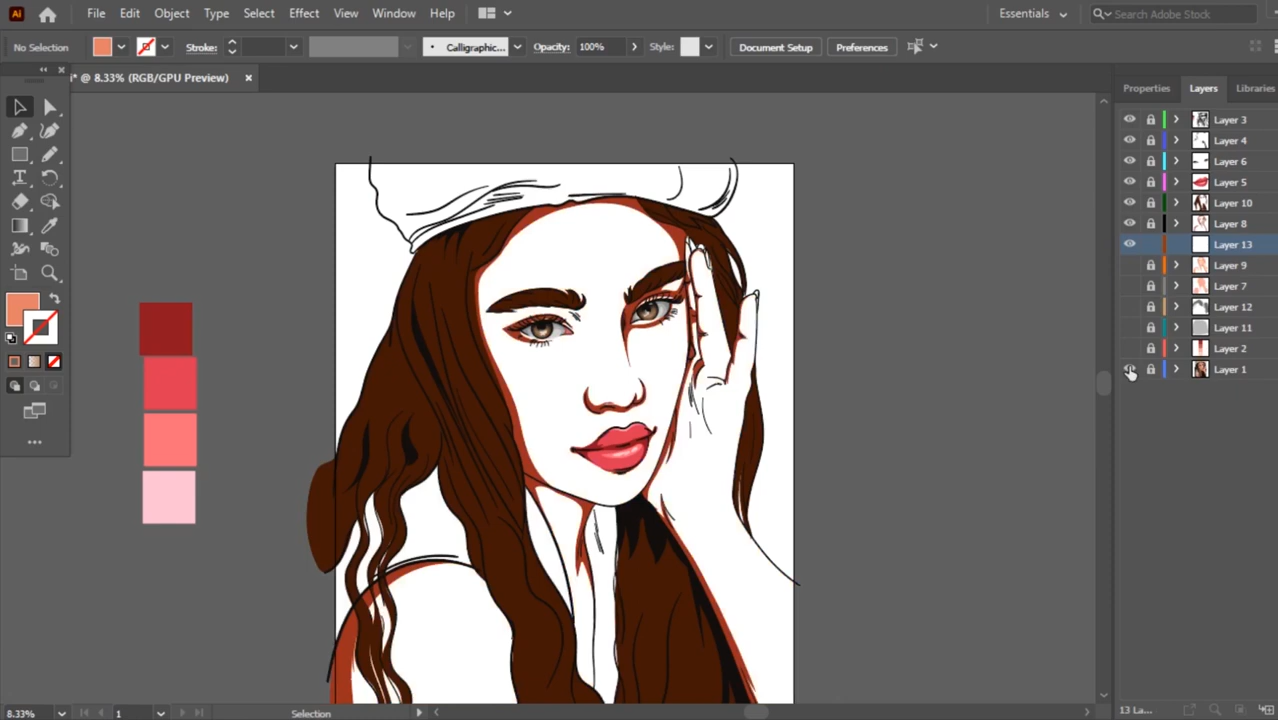 Ai File Edit Object Type Select Effect View Window Help Essentials Search Adobe Stock
No Selection Stroke: Calligraphic... Opacity: 100% Style: Document Setup Preferences
i* @ 8.33% (RGB/GPU Preview) ×
Properties Layers Libraries
Layer 3
Layer 4
Layer 6
Layer 5
Layer 10
Layer 8
Layer 13
Layer 9
Layer 7
Layer 12
Layer 11
Layer 2
Layer 1
8.33% 1 Selection 13 La...